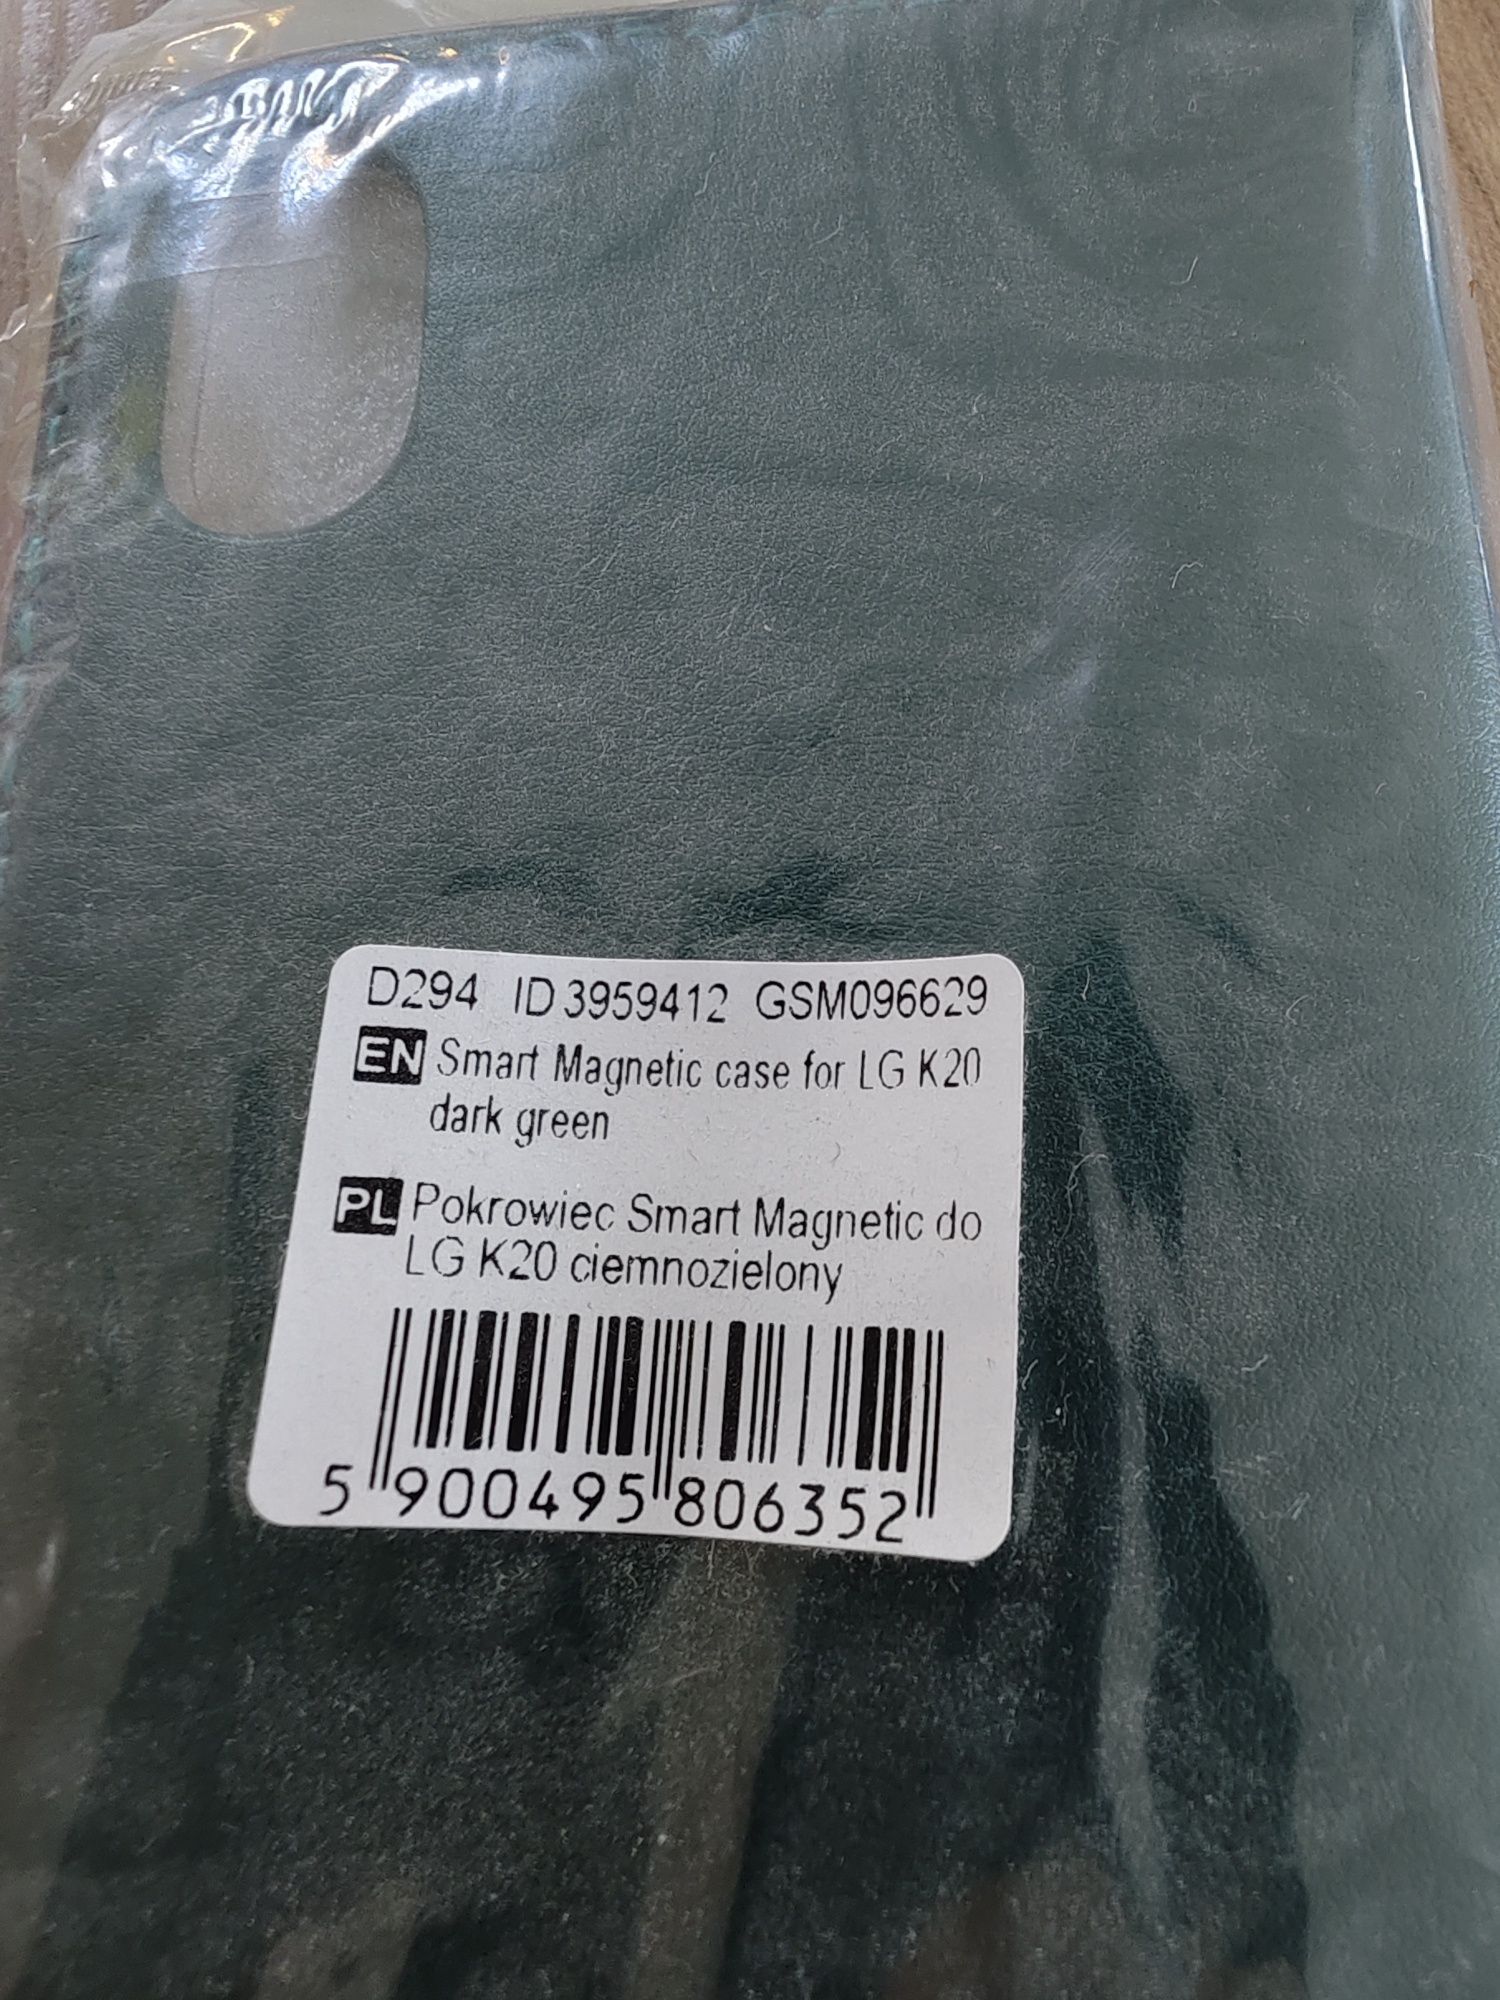 D294 ID 3959412 GSM096629
EN Smart Magnetic case for LG K20
dark green
PL Pokrowiec Smart Magnetic do
LG K20 ciemnozielony
5 900495 806352